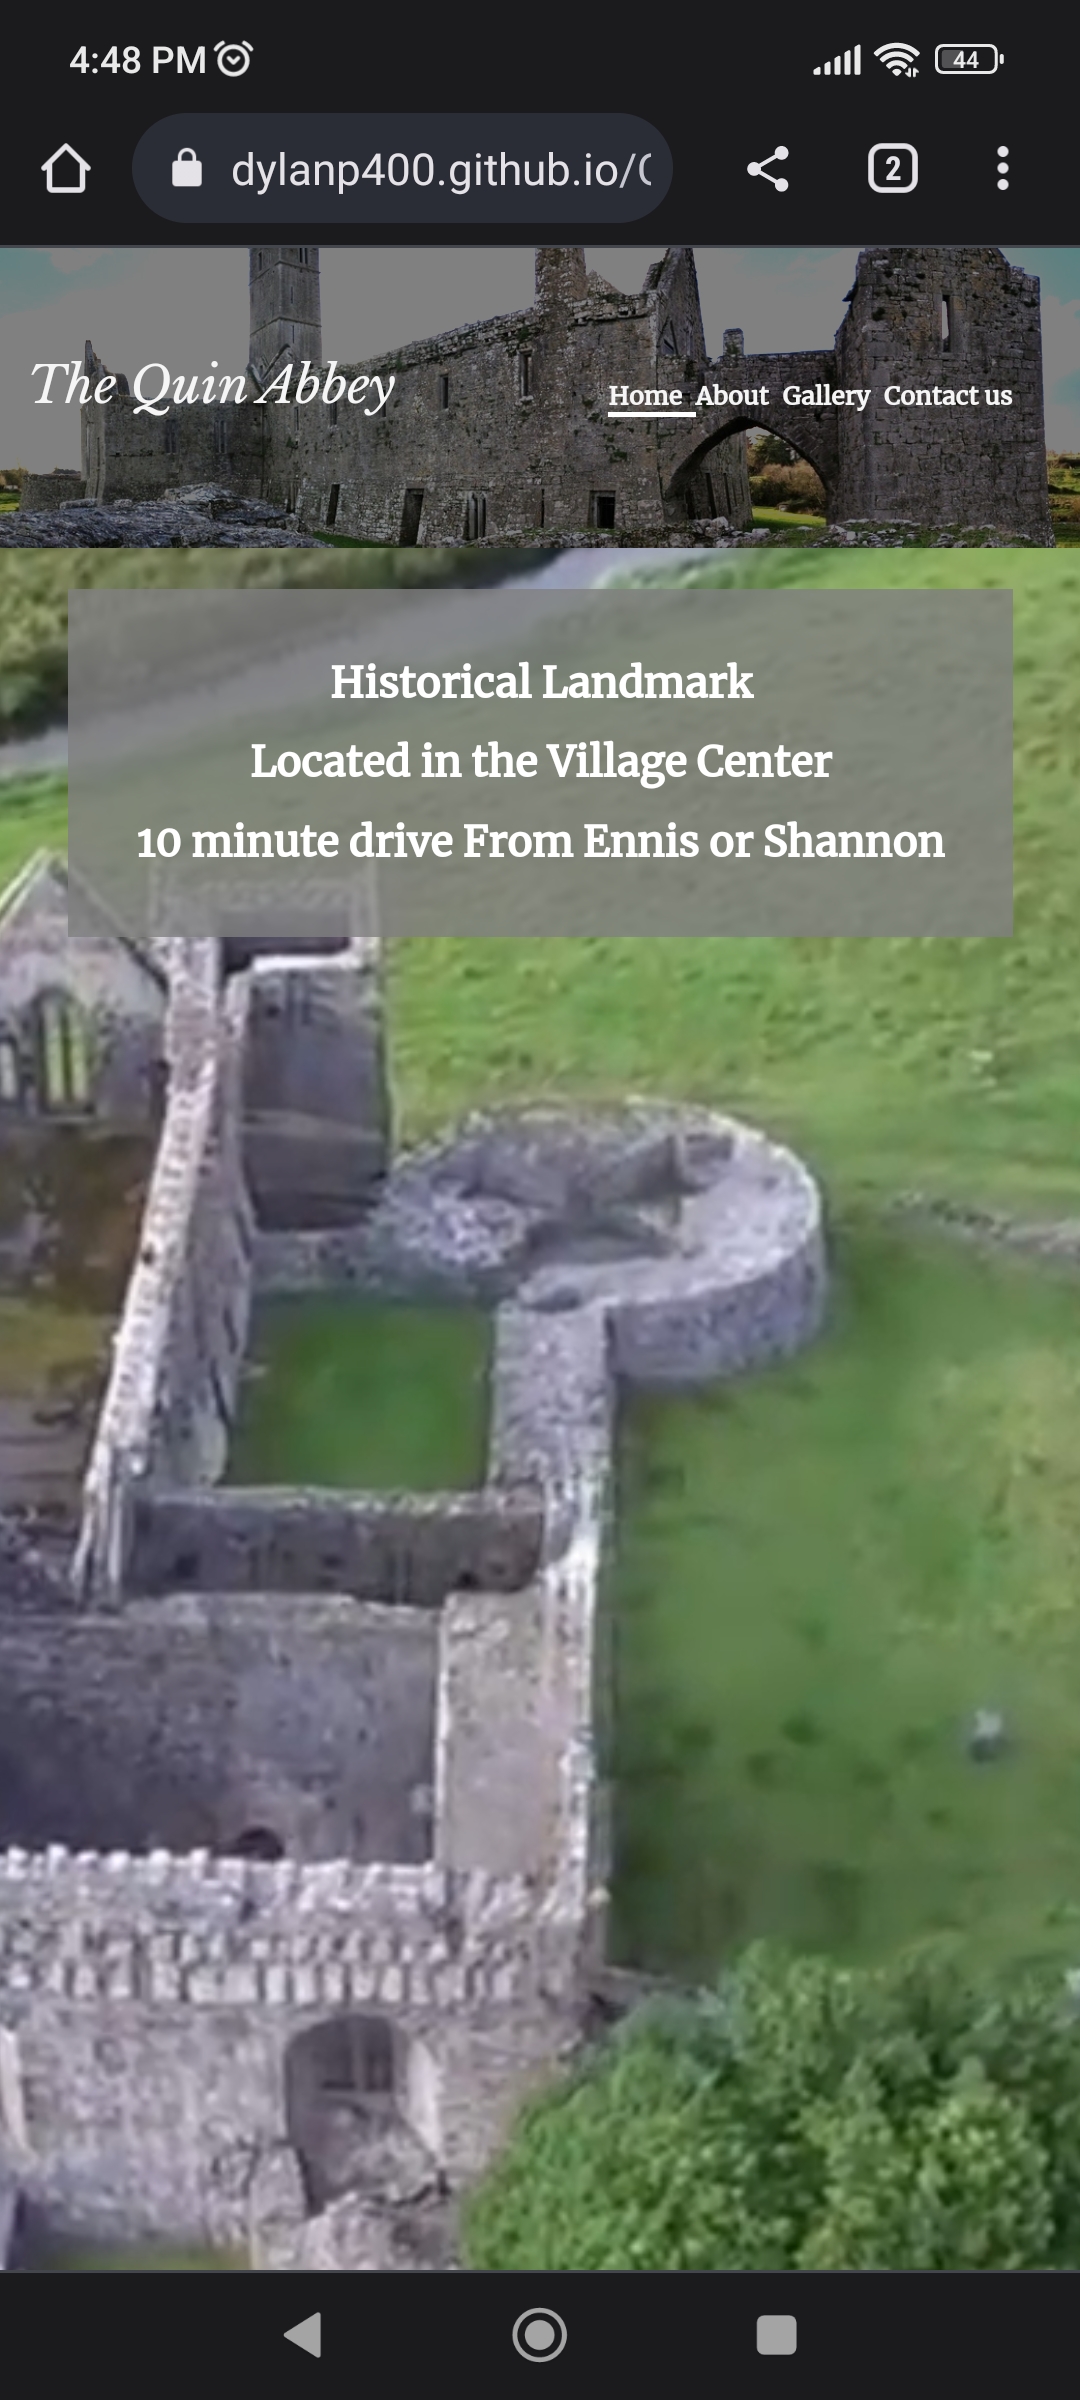 4:48 PM
44
dylanp400.github.io/
2
The Quin Abbey
Home About Gallery Contact us
Historical Landmark
Located in the Village Center
10 minute drive From Ennis or Shannon